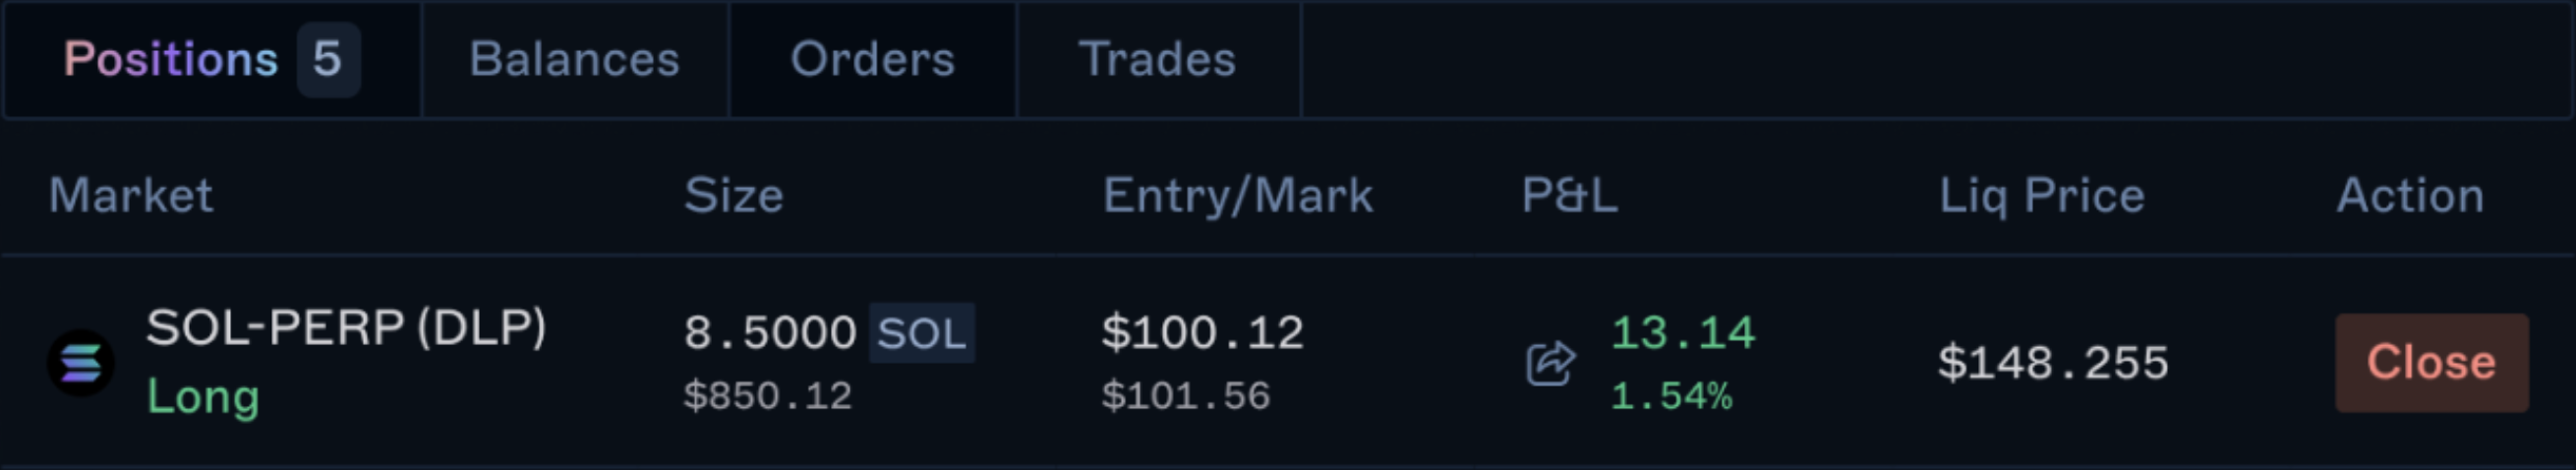 Positions 5 Balances Orders Trades
Market Size Entry/Mark P&L Liq Price Action
SOL-PERP (DLP) 8.5000 SOL $100.12 13.14 $148.255 Close
Long $850.12 $101.56 1.54%